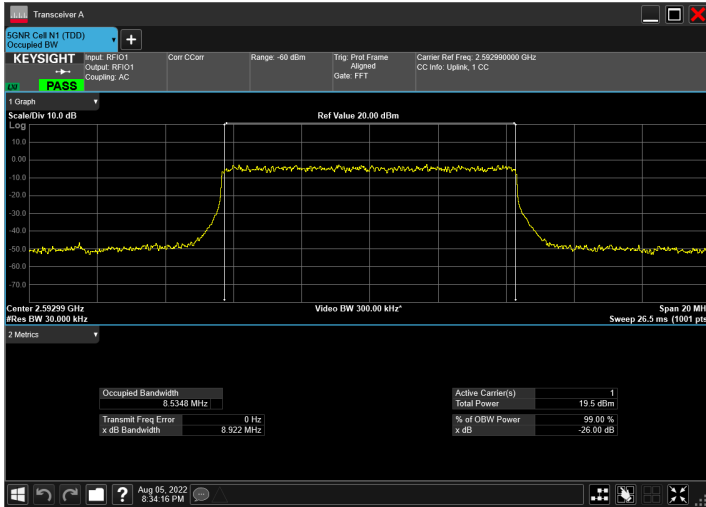 Transceiver A
5GNR Cell N1 (TDD)
Occupied BW
KEYSIGHT
Input: RFIO1
Output: RFIO1
Coupling: AC
Corr CCorr
Range: -60 dBm
Trig: Prot Frame
Aligned
Gate: FFT
Carrier Ref Freq: 2.592990000 GHz
CC Info: Uplink, 1 CC
LXI
PASS
1 Graph
Scale/Div 10.0 dB
Ref Value 20.00 dBm
Log
10.0
0.00
-10.0
-20.0
-30.0
-40.0
-50.0
-60.0
-70.0
Center 2.59299 GHz
Video BW 300.00 kHz*
Span 20 MH
#Res BW 30.000 kHz
Sweep 26.5 ms (1001 pts
2 Metrics
Occupied Bandwidth
8.5348 MHz
Transmit Freq Error 0 Hz
x dB Bandwidth 8.922 MHz
Active Carrier(s) 1
Total Power 19.5 dBm
% of OBW Power 99.00 %
x dB -26.00 dB
Aug 05, 2022
8:34:16 PM